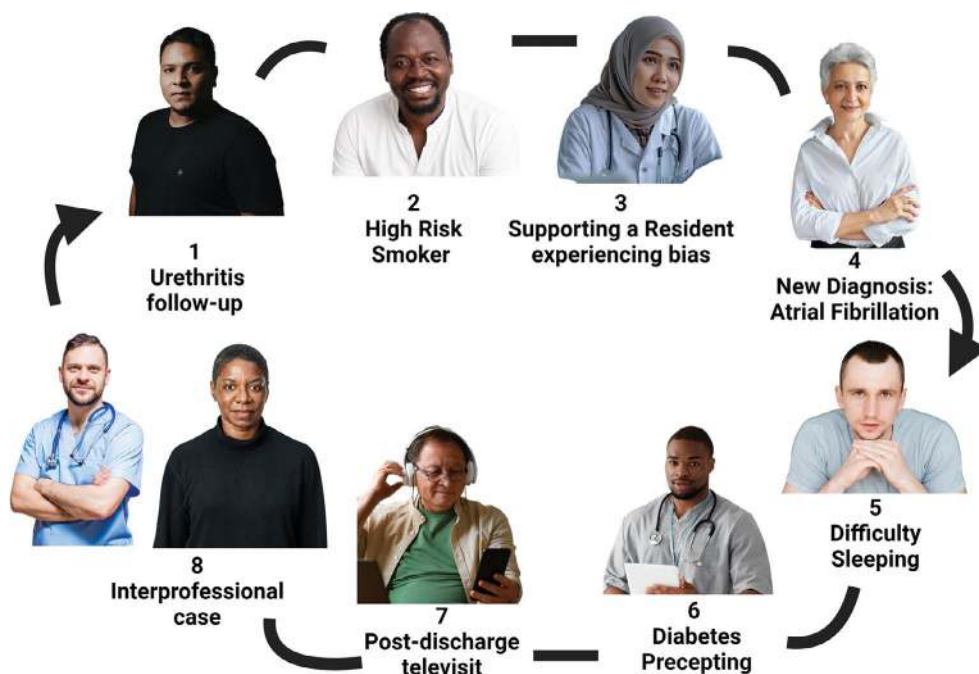 1
Urethritis
follow-up
2
High Risk
Smoker
3
Supporting a Resident
experiencing bias
4
New Diagnosis:
Atrial Fibrillation
5
Difficulty
Sleeping
6
Diabetes
Precepting
7
Post-discharge
televisit
8
Interprofessional
case